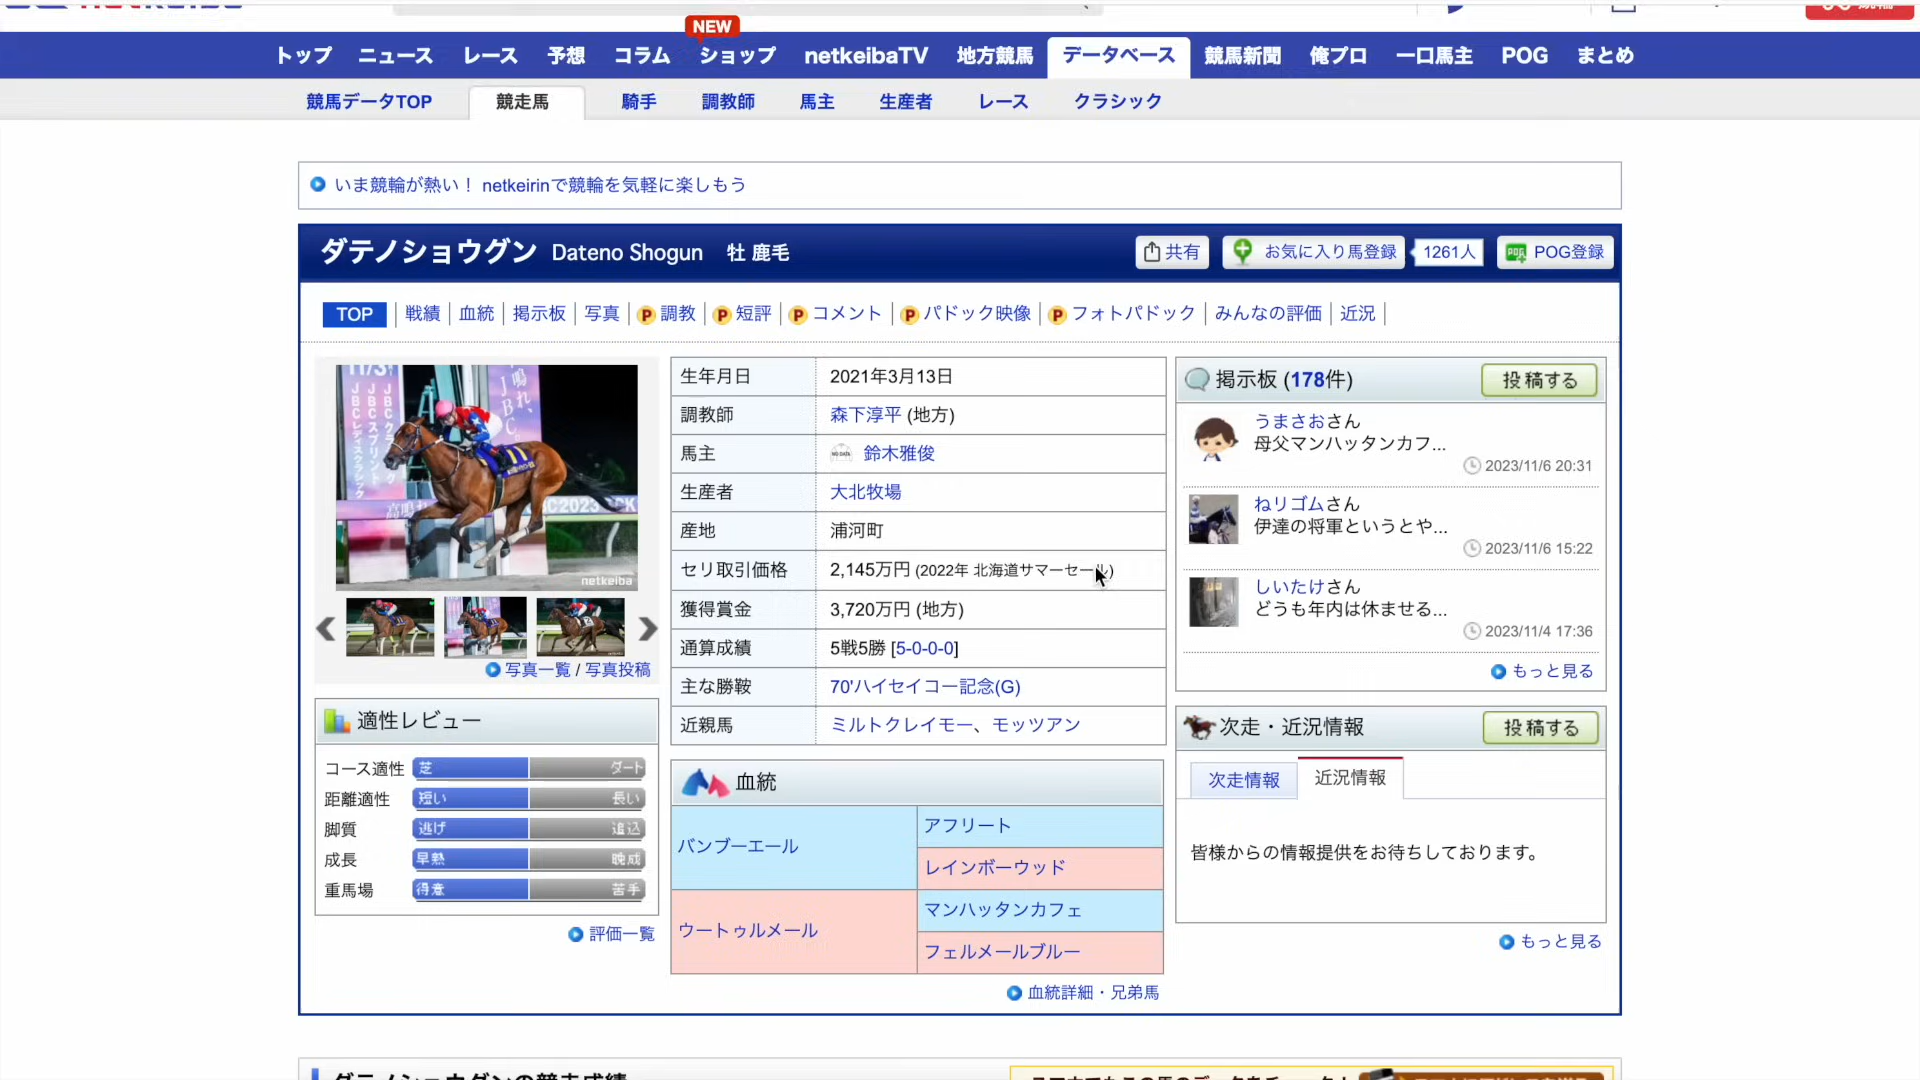 NEW
トップ ニュース レース 予想 コラム ショップ netkeibaTV 地方競馬 データベース 競馬新聞 俺プロ 一口馬主 POG まとめ
競馬データTOP 競走馬 騎手 調教師 馬主 生産者 レース クラシック
いま競輪が熱い！ netkeirinで競輪を気軽に楽しもう
ダテノショウグン Dateno Shogun 牡 鹿毛
共有 お気に入り馬登録 1261人 POG登録
TOP 戦績 血統 掲示板 写真 P 調教 P 短評 P コメント P パドック映像 P フォトパドック みんなの評価 近況
netkeiba
写真一覧 / 写真投稿
適性レビュー
コース適性 芝 ダート
距離適性 短い 長い
脚質 逃げ 追込
成長 早熟 晩成
重馬場 得意 苦手
評価一覧
生年月日 2021年3月13日
調教師 森下淳平 (地方)
馬主 鈴木雅俊
生産者 大北牧場
産地 浦河町
セリ取引価格 2,145万円 (2022年 北海道サマーセール)
獲得賞金 3,720万円 (地方)
通算成績 5戦5勝 [5-0-0-0]
主な勝鞍 70'ハイセイコー記念(G)
近親馬 ミルトクレイモー、モッツアン
血統
バンブーエール
アフリート
レインボーウッド
ウートゥルメール
マンハッタンカフェ
フェルメールブルー
血統詳細・兄弟馬
掲示板 (178件) 投稿する
うまさおさん
母父マンハッタンカフ...
2023/11/6 20:31
ねリゴムさん
伊達の将軍というとや...
2023/11/6 15:22
しいたけさん
どうも年内は休ませる...
2023/11/4 17:36
もっと見る
次走・近況情報 投稿する
次走情報 近況情報
皆様からの情報提供をお待ちしております。
もっと見る
ダテノショウグンの競走成績